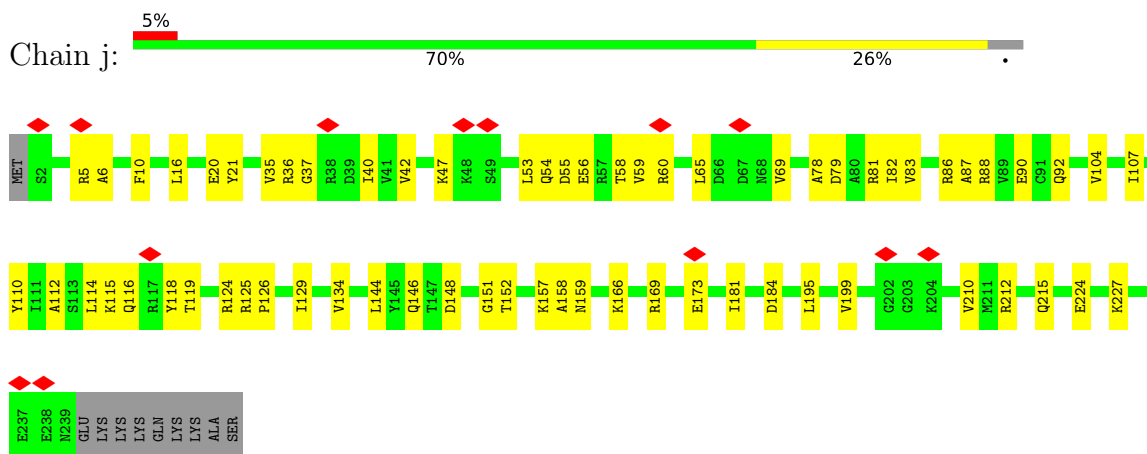 5%
Chain j:
70% 26% •
MET S2 R5 A6 F10 L16 E20 Y21 V35 R36 G37 R38 D39 I40 V41 V42 K47 K48 S49 L53 Q54 D55 E56 R57 T58 V59 R60 L65 D66 D67 N68 V69 A78 D79 A80 R81 I82 V83 R86 A87 R88 V89 E90 C91 Q92 V104 I107
Y110 I111 A112 S113 L114 K115 Q116 R117 Y118 T119 R124 R125 P126 I129 V134 L144 Y145 Q146 T147 D148 G151 T152 K157 A158 N159 K166 R169 E173 I181 D184 L195 V199 G202 G203 K204 V210 M211 R212 Q215 E224 K227
E237 E238 N239 GLU LYS LYS LYS GLN LYS LYS ALA SER